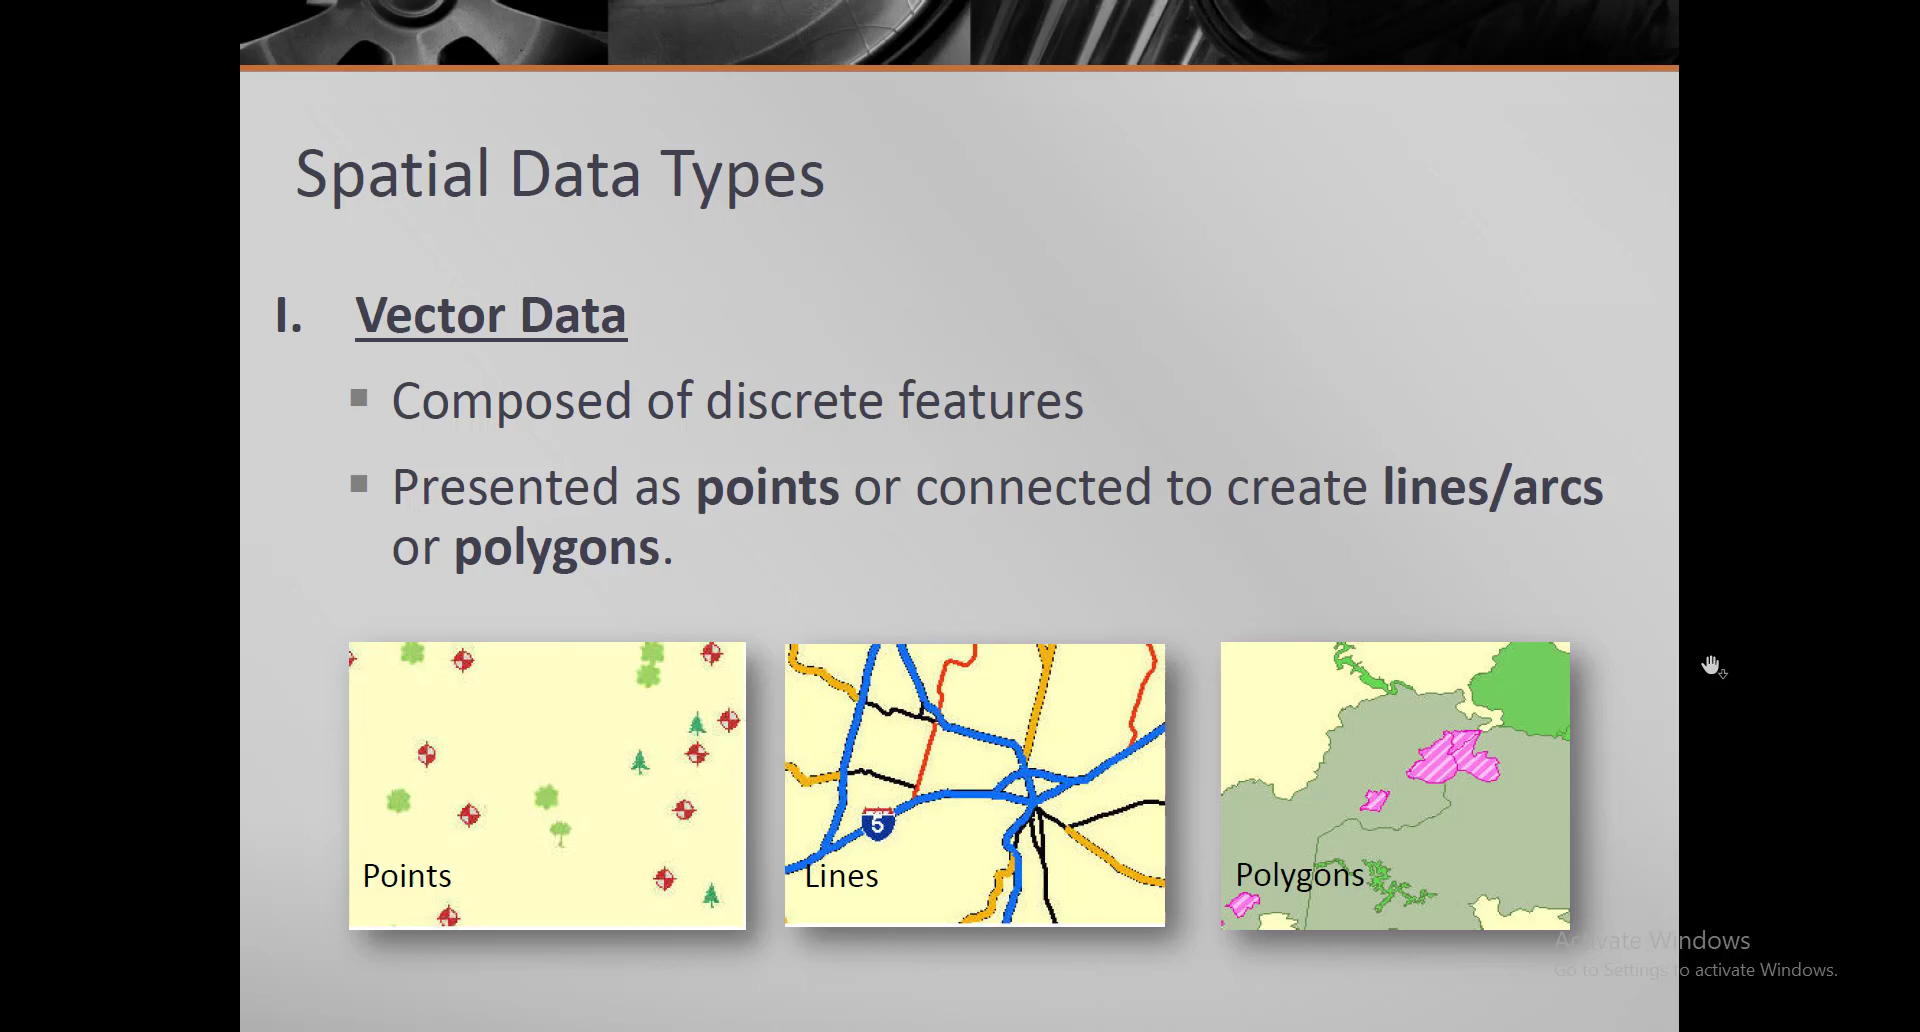 Spatial Data Types
I. Vector Data
Composed of discrete features
Presented as points or connected to create lines/arcs
or polygons.
5
Points
Lines
Polygons
Activate Windows
Go to Settings to activate Windows.